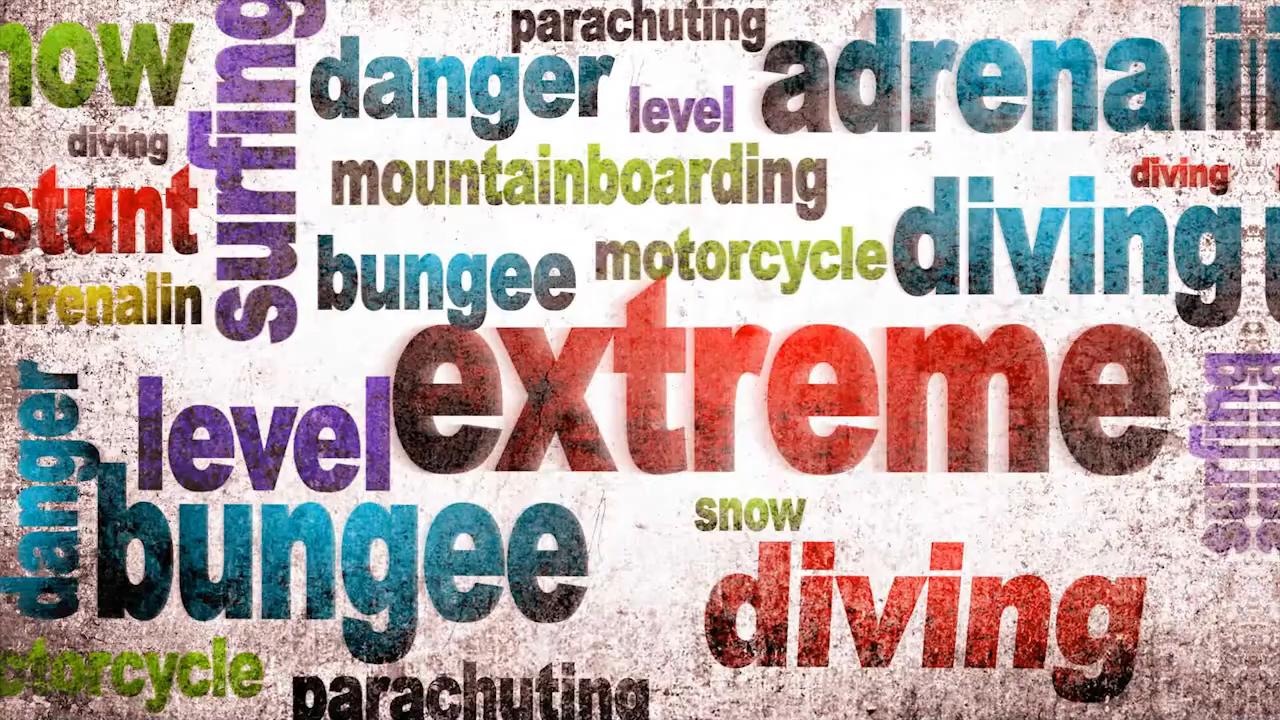 parachuting
now
surfing
danger
level
adrenali
diving
mountainboarding
diving
stunt
diving
bungee
motorcycle
drenalin
extreme
danger
level
bungee
snow
diving
torcycle
parachuting